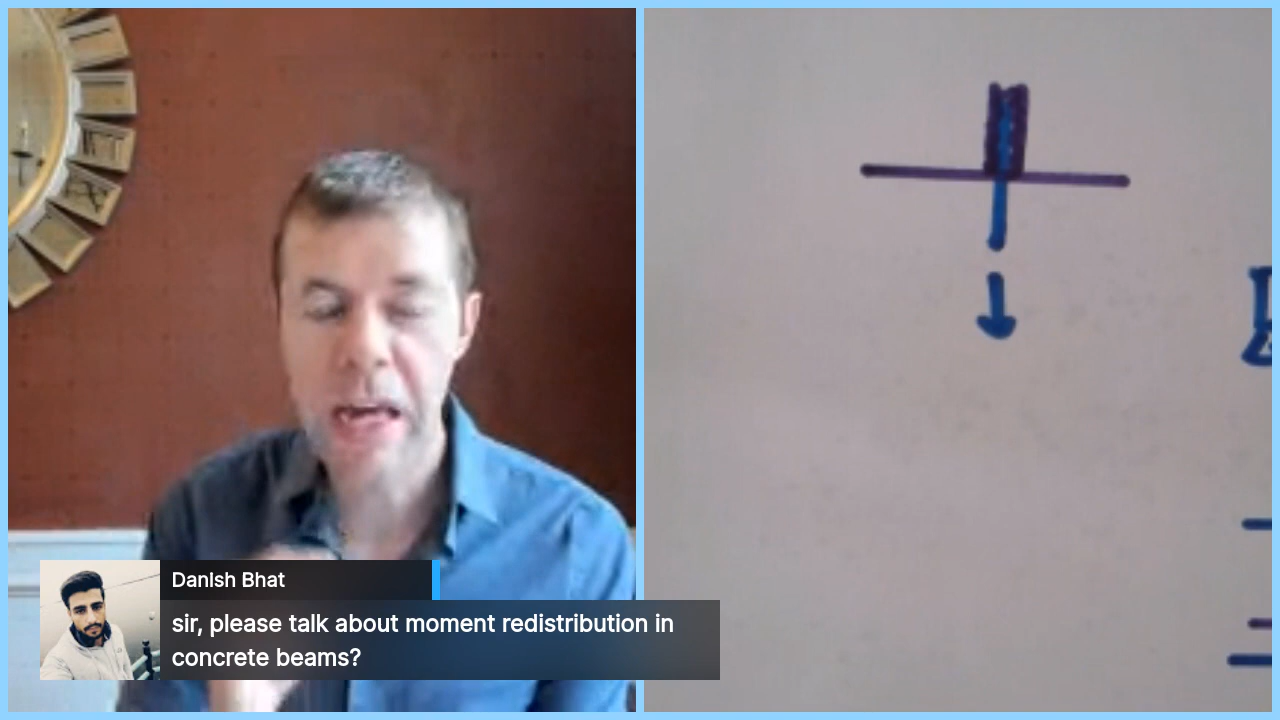 Danish Bhat
sir, please talk about moment redistribution in
concrete beams?